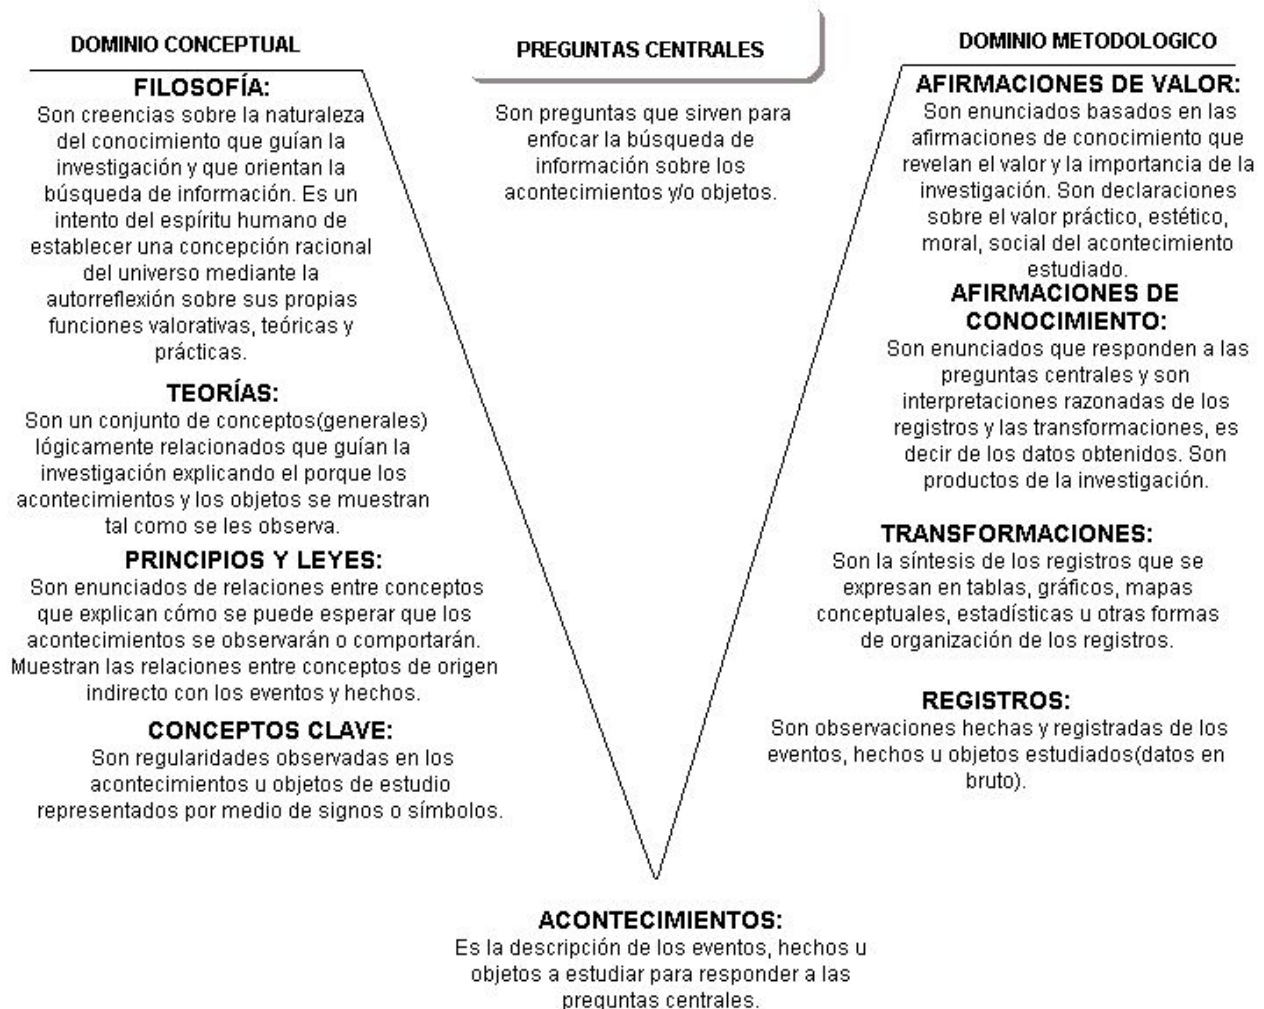 DOMINIO CONCEPTUAL
FILOSOFÍA:
Son creencias sobre la naturaleza
del conocimiento que guían la
investigación y que orientan la
búsqueda de información. Es un
intento del espíritu humano de
establecer una concepción racional
del universo mediante la
autorreflexión sobre sus propias
funciones valorativas, teóricas y
prácticas.
TEORÍAS:
Son un conjunto de conceptos(generales)
lógicamente relacionados que guían la
investigación explicando el porque los
acontecimientos y los objetos se muestran
tal como se les observa.
PRINCIPIOS Y LEYES:
Son enunciados de relaciones entre conceptos
que explican cómo se puede esperar que los
acontecimientos se observarán o comportarán.
Muestran las relaciones entre conceptos de origen
indirecto con los eventos y hechos.
CONCEPTOS CLAVE:
Son regularidades observadas en los
acontecimientos u objetos de estudio
representados por medio de signos o símbolos.
PREGUNTAS CENTRALES
Son preguntas que sirven para
enfocar la búsqueda de
información sobre los
acontecimientos y/o objetos.
DOMINIO METODOLOGICO
AFIRMACIONES DE VALOR:
Son enunciados basados en las
afirmaciones de conocimiento que
revelan el valor y la importancia de la
investigación. Son declaraciones
sobre el valor práctico, estético,
moral, social del acontecimiento
estudiado.
AFIRMACIONES DE
CONOCIMIENTO:
Son enunciados que responden a las
preguntas centrales y son
interpretaciones razonadas de los
registros y las transformaciones, es
decir de los datos obtenidos. Son
productos de la investigación.
TRANSFORMACIONES:
Son la síntesis de los registros que se
expresan en tablas, gráficos, mapas
conceptuales, estadísticas u otras formas
de organización de los registros.
REGISTROS:
Son observaciones hechas y registradas de los
eventos, hechos u objetos estudiados(datos en
bruto).
ACONTECIMIENTOS:
Es la descripción de los eventos, hechos u
objetos a estudiar para responder a las
preguntas centrales.